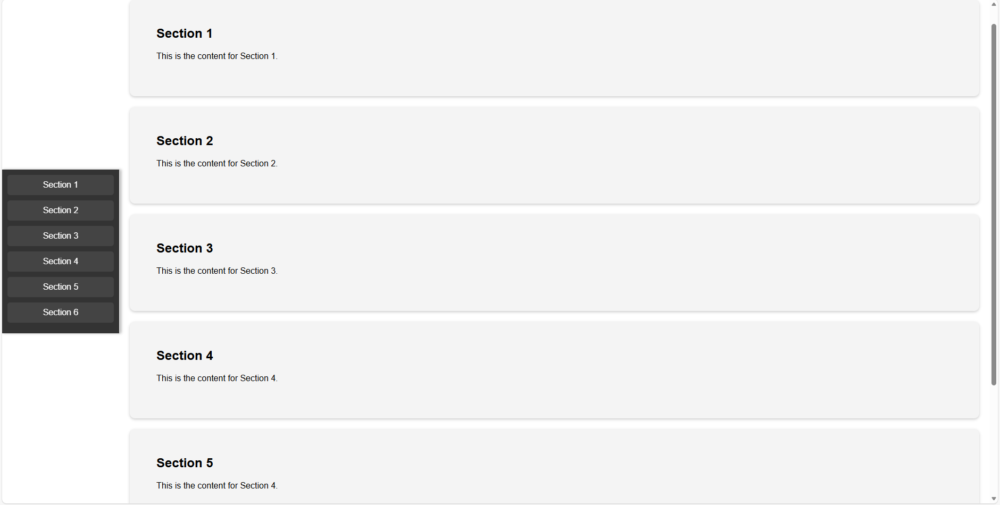 Section 1
Section 2
Section 3
Section 4
Section 5
Section 6
Section 1
This is the content for Section 1.
Section 2
This is the content for Section 2.
Section 3
This is the content for Section 3.
Section 4
This is the content for Section 4.
Section 5
This is the content for Section 4.